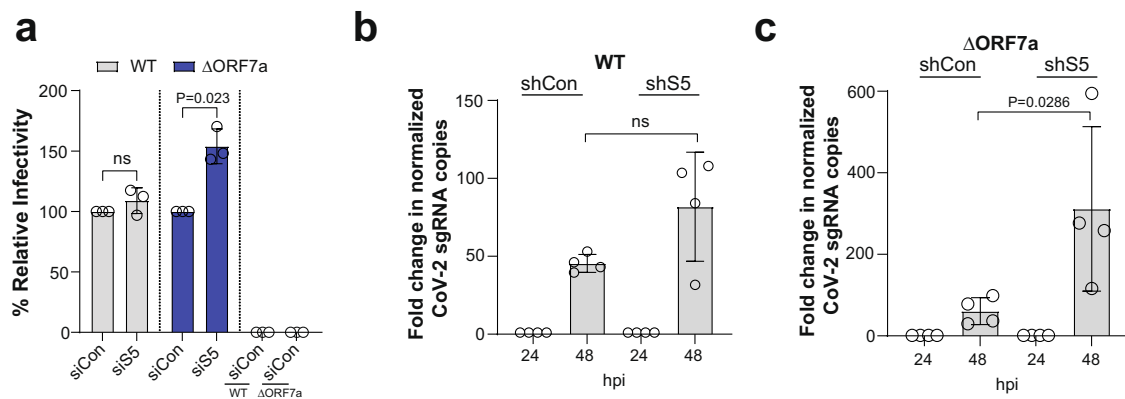 a
WT ΔORF7a
% Relative Infectivity
200
150
100
50
0
ns
P=0.023
siCon siS5 siCon siS5 siCon siCon
WT ΔORF7a
b
WT
shCon shS5
Fold change in normalized
CoV-2 sgRNA copies
150
100
50
0
ns
24 48 24 48
hpi
c
ΔORF7a
shCon shS5
Fold change in normalized
CoV-2 sgRNA copies
600
400
200
0
P=0.0286
24 48 24 48
hpi